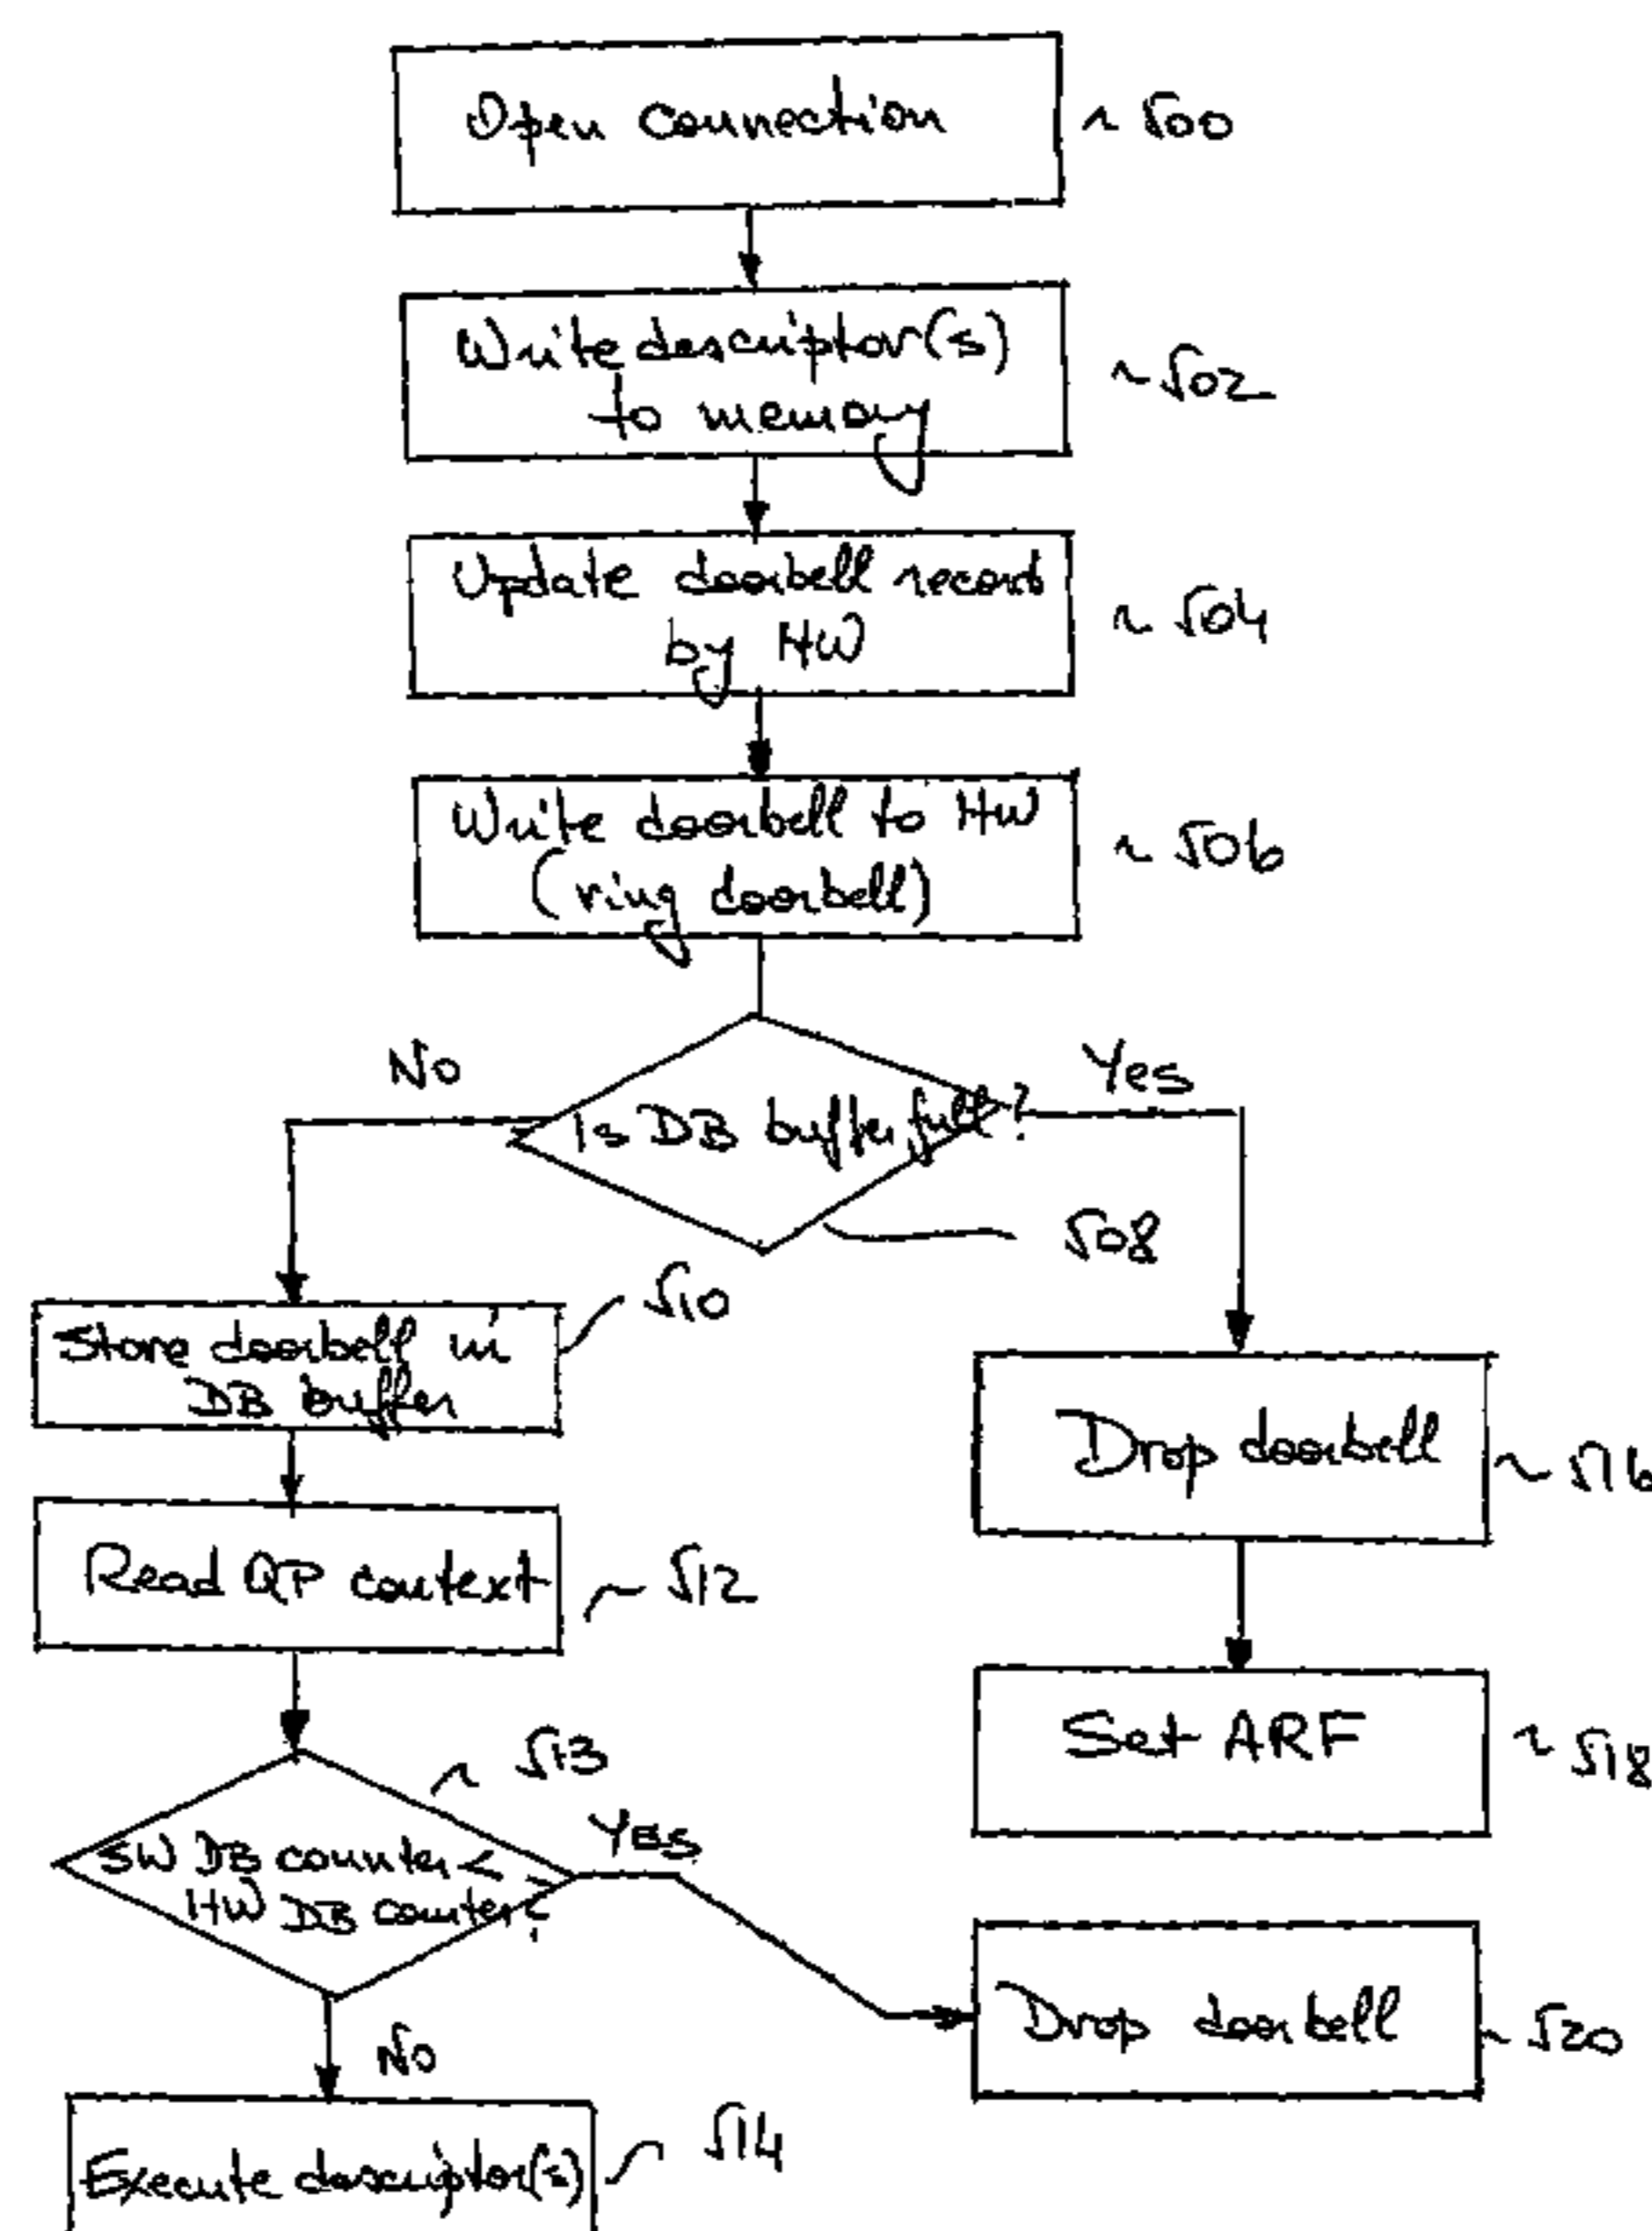 Open connection
~ 500
Write descriptor(s)
to memory
~ 502
Update doorbell record
by HW
~ 504
Write doorbell to HW
(ring doorbell)
~ 506
No
Is DB buffer full?
Yes
508
Store doorbell in
DB buffer
510
Drop doorbell
~ 516
Read QP context
~ 512
Set ARF
~ 518
~ 513
SW DB counter <
HW DB counter?
Yes
Drop doorbell
~ 520
No
Execute descriptor(s)
~ 514